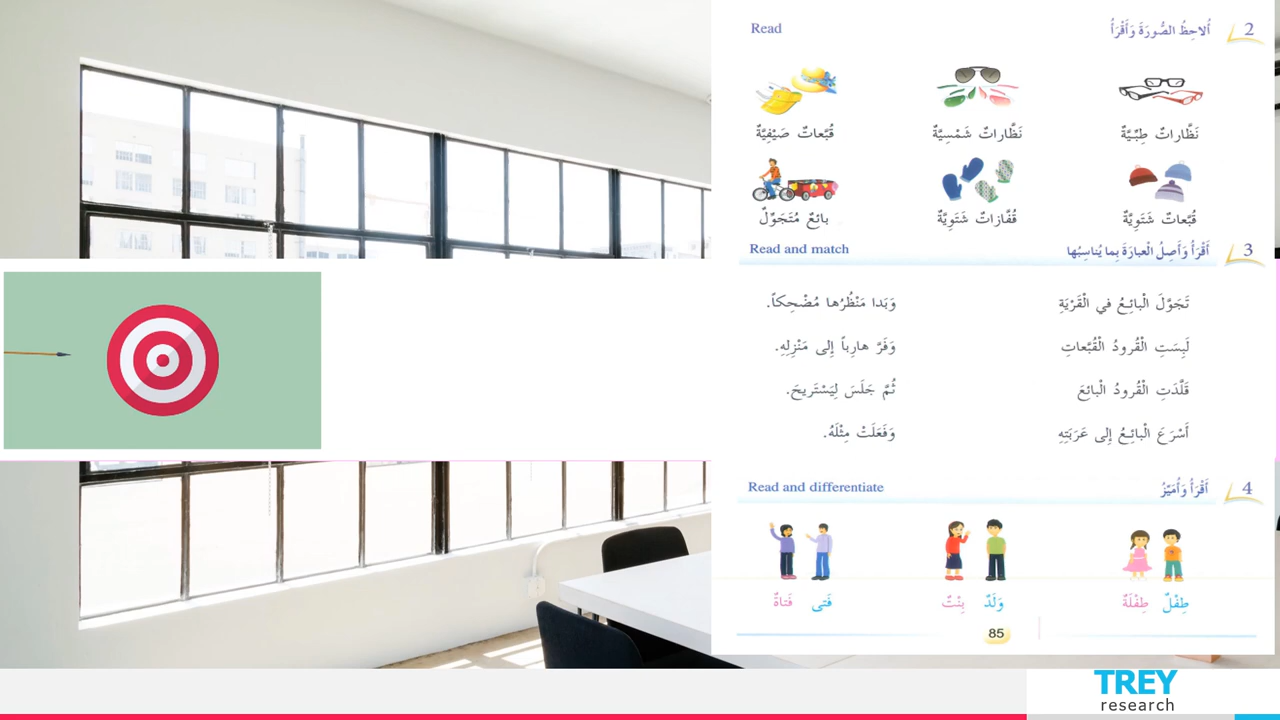 Read
أُلاحِظُ الصُّورَةَ وَأَقْرَأُ 2
نَظَّاراتٌ طِبِّيَّةٌ
نَظَّاراتٌ شَمْسِيَّةٌ
قُبَّعاتٌ صَيْفِيَّةٌ
قُبَّعاتٌ شَتَوِيَّةٌ
قُفَّازاتٌ شَتَوِيَّةٌ
بائِعٌ مُتَجَوِّلٌ
Read and match
أَقْرَأُ وَأَصِلُ الْعِبارَةَ بِما يُناسِبُها 3
تَجَوَّلَ الْبائِعُ في الْقَرْيَةِ
وَبَدا مَنْظَرُها مُضْحِكاً.
لَبِسَتِ الْقُرودُ الْقُبَّعاتِ
وَفَرَّ هارِباً إِلى مَنْزِلِهِ.
قَلَّدَتِ الْقُرودُ الْبائِعَ
ثُمَّ جَلَسَ لِيَسْتَريحَ.
أَسْرَعَ الْبائِعُ إِلى عَرَبَتِهِ
وَفَعَلَتْ مِثْلَهُ.
Read and differentiate
أَقْرَأُ وَأُمَيِّزُ 4
طِفْلٌ طِفْلَةٌ
وَلَدٌ بِنْتٌ
فَتى فَتاةٌ
85
TREY
research